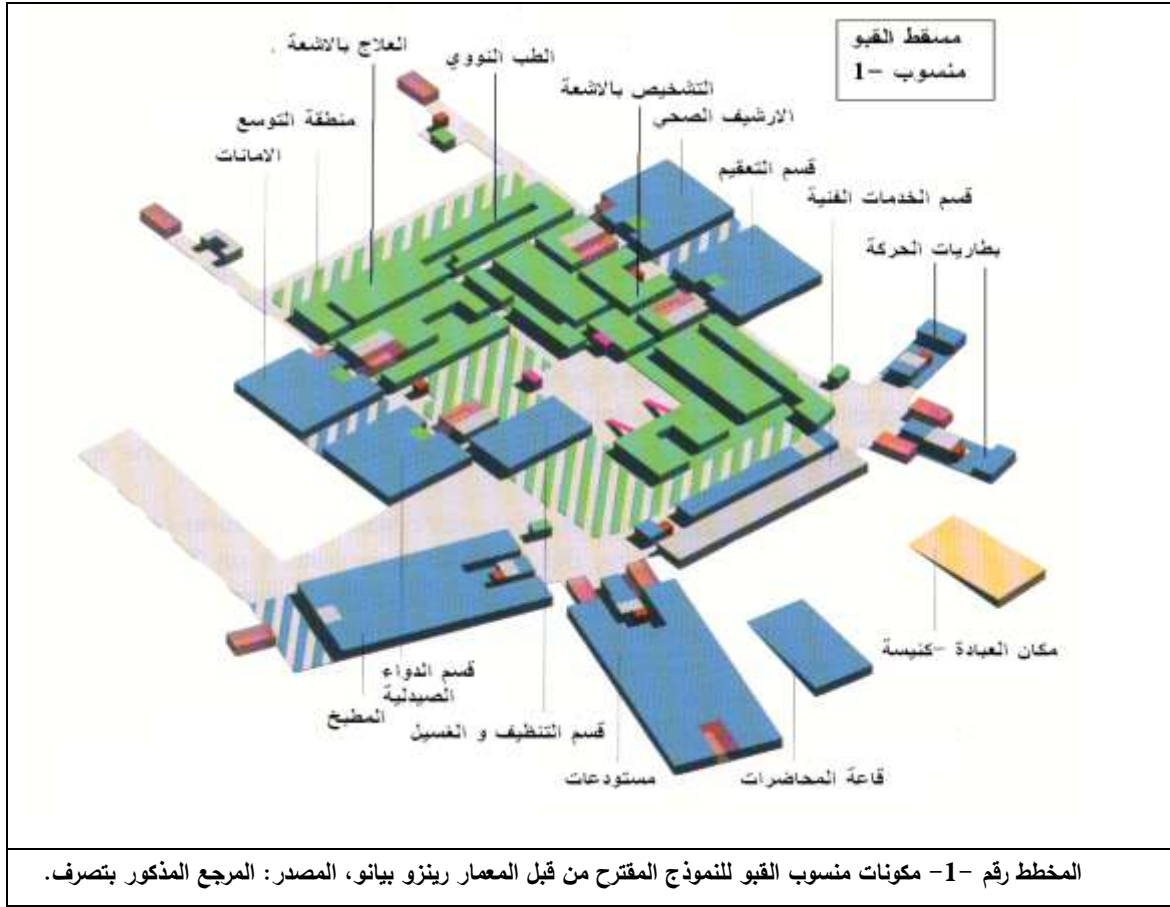 مسقط القبو
منسوب -1
العلاج بالاشعة .
الطب النووي
التشخيص بالاشعة
الارشيف الصحي
منطقة التوسع
الامانات
قسم التعقيم
قسم الخدمات الفنية
بطاريات الحركة
مكان العبادة -كنيسة
قسم الدواء
الصيدلية
المطبخ
قسم التنظيف و الغسيل
مستودعات
قاعة المحاضرات
المخطط رقم -1- مكونات منسوب القبو للنموذج المقترح من قبل المعمار رينزو بيانو، المصدر: المرجع المذكور بتصرف.